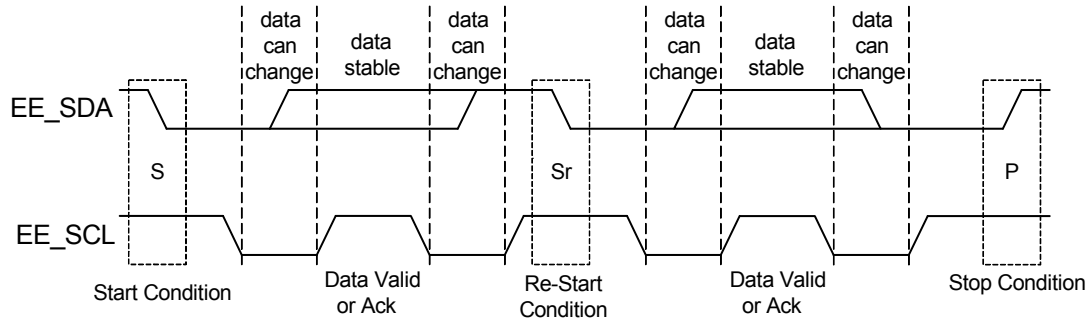 data
can
change
data
stable
data
can
change
data
can
change
data
stable
data
can
change
EE_SDA
S
Sr
P
EE_SCL
Start Condition
Data Valid
or Ack
Re-Start
Condition
Data Valid
or Ack
Stop Condition